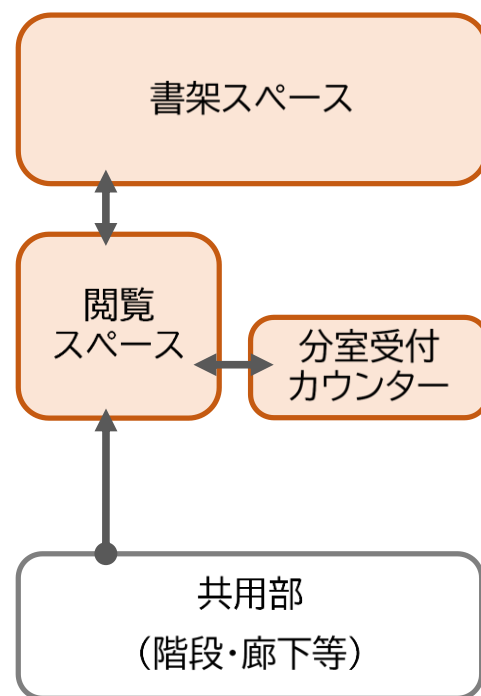 書架スペース
閲覧
スペース
分室受付
カウンター
共用部
（階段・廊下等）